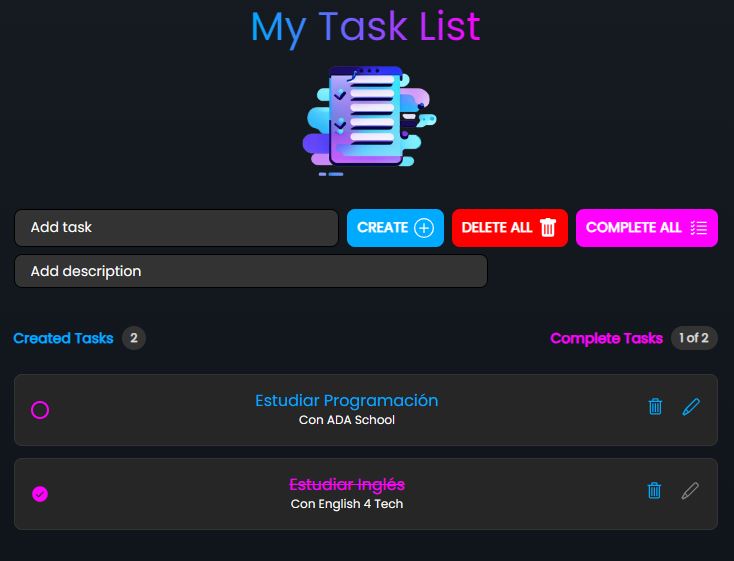 My Task List
Add task
CREATE
DELETE ALL
COMPLETE ALL
Add description
Created Tasks 2
Complete Tasks 1 of 2
Estudiar Programación
Con ADA School
Estudiar Inglés
Con English 4 Tech